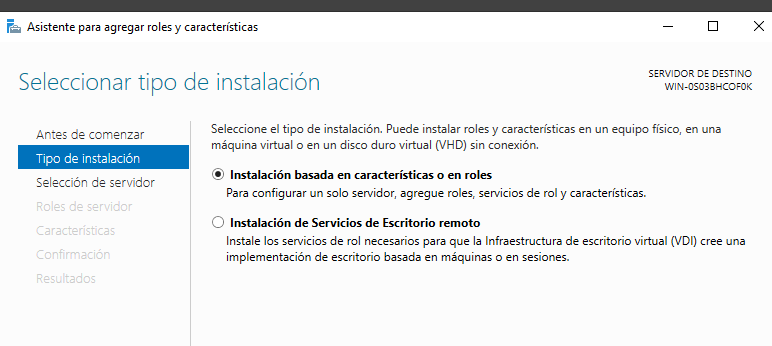 Asistente para agregar roles y características
Seleccionar tipo de instalación
SERVIDOR DE DESTINO
WIN-0S03BHCOF0K
Antes de comenzar
Tipo de instalación
Selección de servidor
Roles de servidor
Características
Confirmación
Resultados
Seleccione el tipo de instalación. Puede instalar roles y características en un equipo físico, en una
máquina virtual o en un disco duro virtual (VHD) sin conexión.
Instalación basada en características o en roles
Para configurar un solo servidor, agregue roles, servicios de rol y características.
Instalación de Servicios de Escritorio remoto
Instale los servicios de rol necesarios para que la Infraestructura de escritorio virtual (VDI) cree una
implementación de escritorio basada en máquinas o en sesiones.